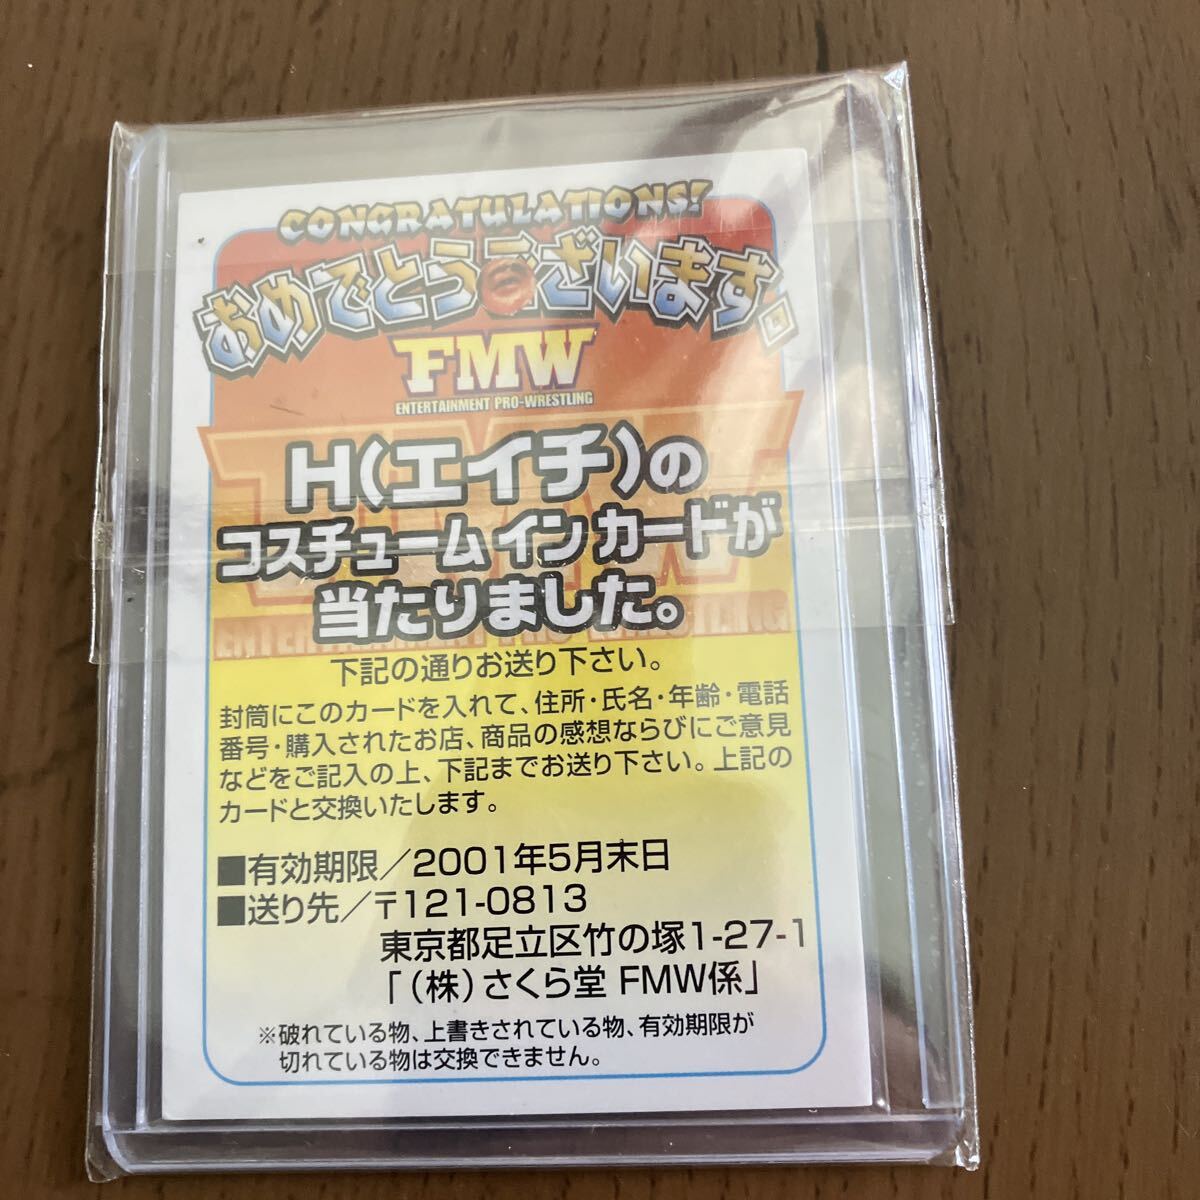 CONGRATULATIONS!
おめでとうございます。
FMW
ENTERTAINMENT PRO-WRESTLING
H(エイチ)の
コスチューム イン カードが
当たりました。
下記の通りお送り下さい。
封筒にこのカードを入れて、住所・氏名・年齢・電話
番号・購入されたお店、商品の感想ならびにご意見
などをご記入の上、下記までお送り下さい。上記の
カードと交換いたします。
■有効期限／2001年5月末日
■送り先／〒121-0813
東京都足立区竹の塚1-27-1
「(株)さくら堂 FMW係」
※破れている物、上書きされている物、有効期限が
切れている物は交換できません。